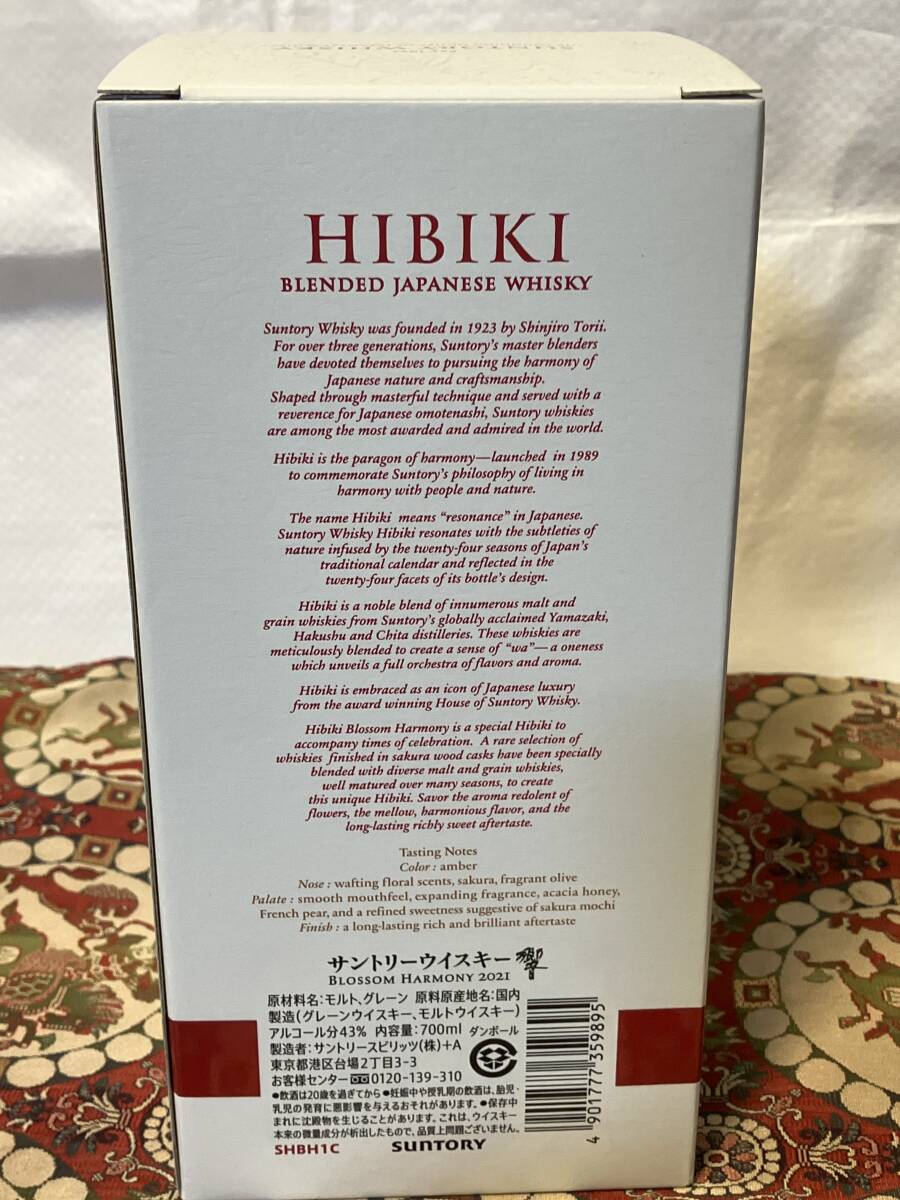 HIBIKI
BLENDED JAPANESE WHISKY
Suntory Whisky was founded in 1923 by Shinjiro Torii.
For over three generations, Suntory's master blenders
have devoted themselves to pursuing the harmony of
Japanese nature and craftsmanship.
Shaped through masterful technique and served with a
reverence for Japanese omotenashi, Suntory whiskies
are among the most awarded and admired in the world.
Hibiki is the paragon of harmony—launched in 1989
to commemorate Suntory's philosophy of living in
harmony with people and nature.
The name Hibiki means "resonance" in Japanese.
Suntory Whisky Hibiki resonates with the subtleties of
nature infused by the twenty-four seasons of Japan's
traditional calendar and reflected in the
twenty-four facets of its bottle's design.
Hibiki is a noble blend of innumerous malt and
grain whiskies from Suntory's globally acclaimed Yamazaki,
Hakushu and Chita distilleries. These whiskies are
meticulously blended to create a sense of "wa"—a oneness
which unveils a full orchestra of flavors and aroma.
Hibiki is embraced as an icon of Japanese luxury
from the award winning House of Suntory Whisky.
Hibiki Blossom Harmony is a special Hibiki to
accompany times of celebration. A rare selection of
whiskies finished in sakura wood casks have been specially
blended with diverse malt and grain whiskies,
well matured over many seasons, to create
this unique Hibiki. Savor the aroma redolent of
flowers, the mellow, harmonious flavor, and the
long-lasting richly sweet aftertaste.
Tasting Notes
Color : amber
Nose : wafting floral scents, sakura, fragrant olive
Palate : smooth mouthfeel, expanding fragrance, acacia honey,
French pear, and a refined sweetness suggestive of sakura mochi
Finish : a long-lasting rich and brilliant aftertaste
サントリーウイスキー 響
BLOSSOM HARMONY 2021
原材料名:モルト、グレーン 原料原産地名:国内
製造(グレーンウイスキー、モルトウイスキー)
アルコール分43% 内容量:700ml ダンボール
製造者:サントリースピリッツ(株)+A
東京都港区台場2丁目3-3
お客様センター 0120-139-310
●飲酒は20歳を過ぎてから●妊娠中や授乳期の飲酒は、胎児・
乳児の発育に悪影響を与えるおそれがあります。●保存中
まれに沈殿物を生じることがあります。これは、ウイスキー
本来の微量成分が析出したもので、品質上問題ございません。
SHBH1C SUNTORY
4 901777 359895